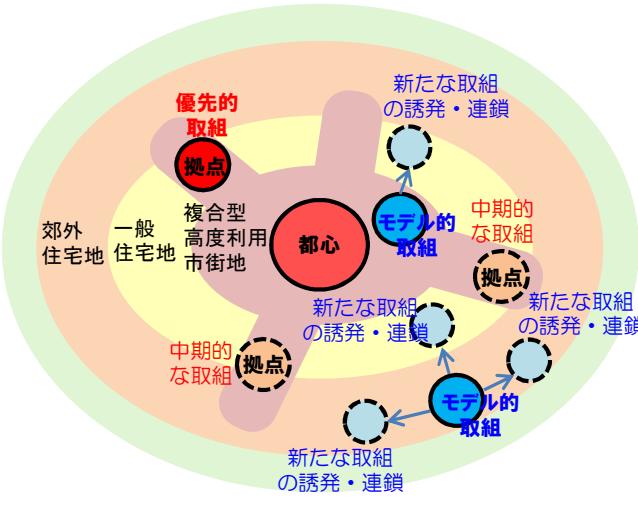 新たな取組
の誘発・連鎖
優先的
取組
拠点
郊外
住宅地
一般
住宅地
複合型
高度利用
市街地
都心
モデル的
取組
中期的
な取組
拠点
新たな取組
の誘発・連鎖
新たな取組
の誘発・連鎖
中期的
な取組
拠点
モデル的
取組
新たな取組
の誘発・連鎖